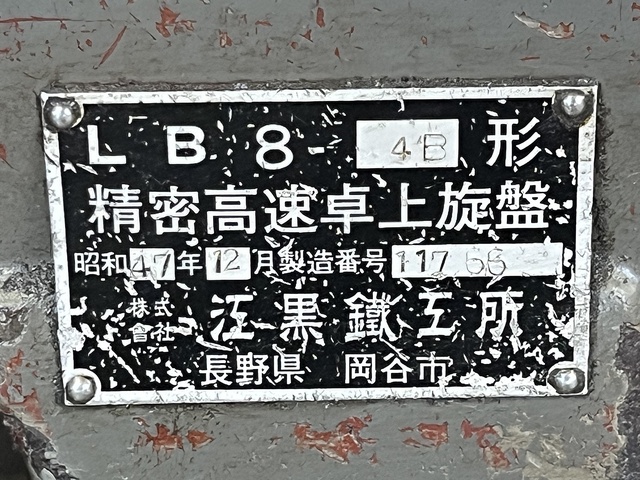 LB8-4B形
精密高速卓上旋盤
昭和47年12月製造番号11766
株式會社 江黒鐵工所
長野県 岡谷市